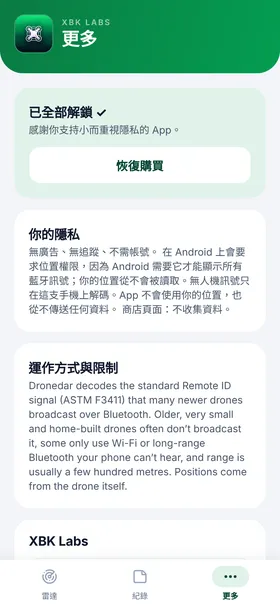 XBK LABS
更多
已全部解鎖 ✓
感謝你支持小而重視隱私的 App。
恢復購買
你的隱私
無廣告、無追蹤、不需帳號。 在 Android 上會要
求位置權限，因為 Android 需要它才能顯示所有
藍牙訊號；你的位置從不會被讀取。無人機訊號只
在這支手機上解碼。App 不會使用你的位置，也
從不傳送任何資料。 商店頁面：不收集資料。
運作方式與限制
Dronedar decodes the standard Remote ID
signal (ASTM F3411) that many newer drones
broadcast over Bluetooth. Older, very small
and home-built drones often don't broadcast
it, some only use Wi-Fi or long-range
Bluetooth your phone can't hear, and range is
usually a few hundred metres. Positions come
from the drone itself.
XBK Labs
雷達
紀錄
更多